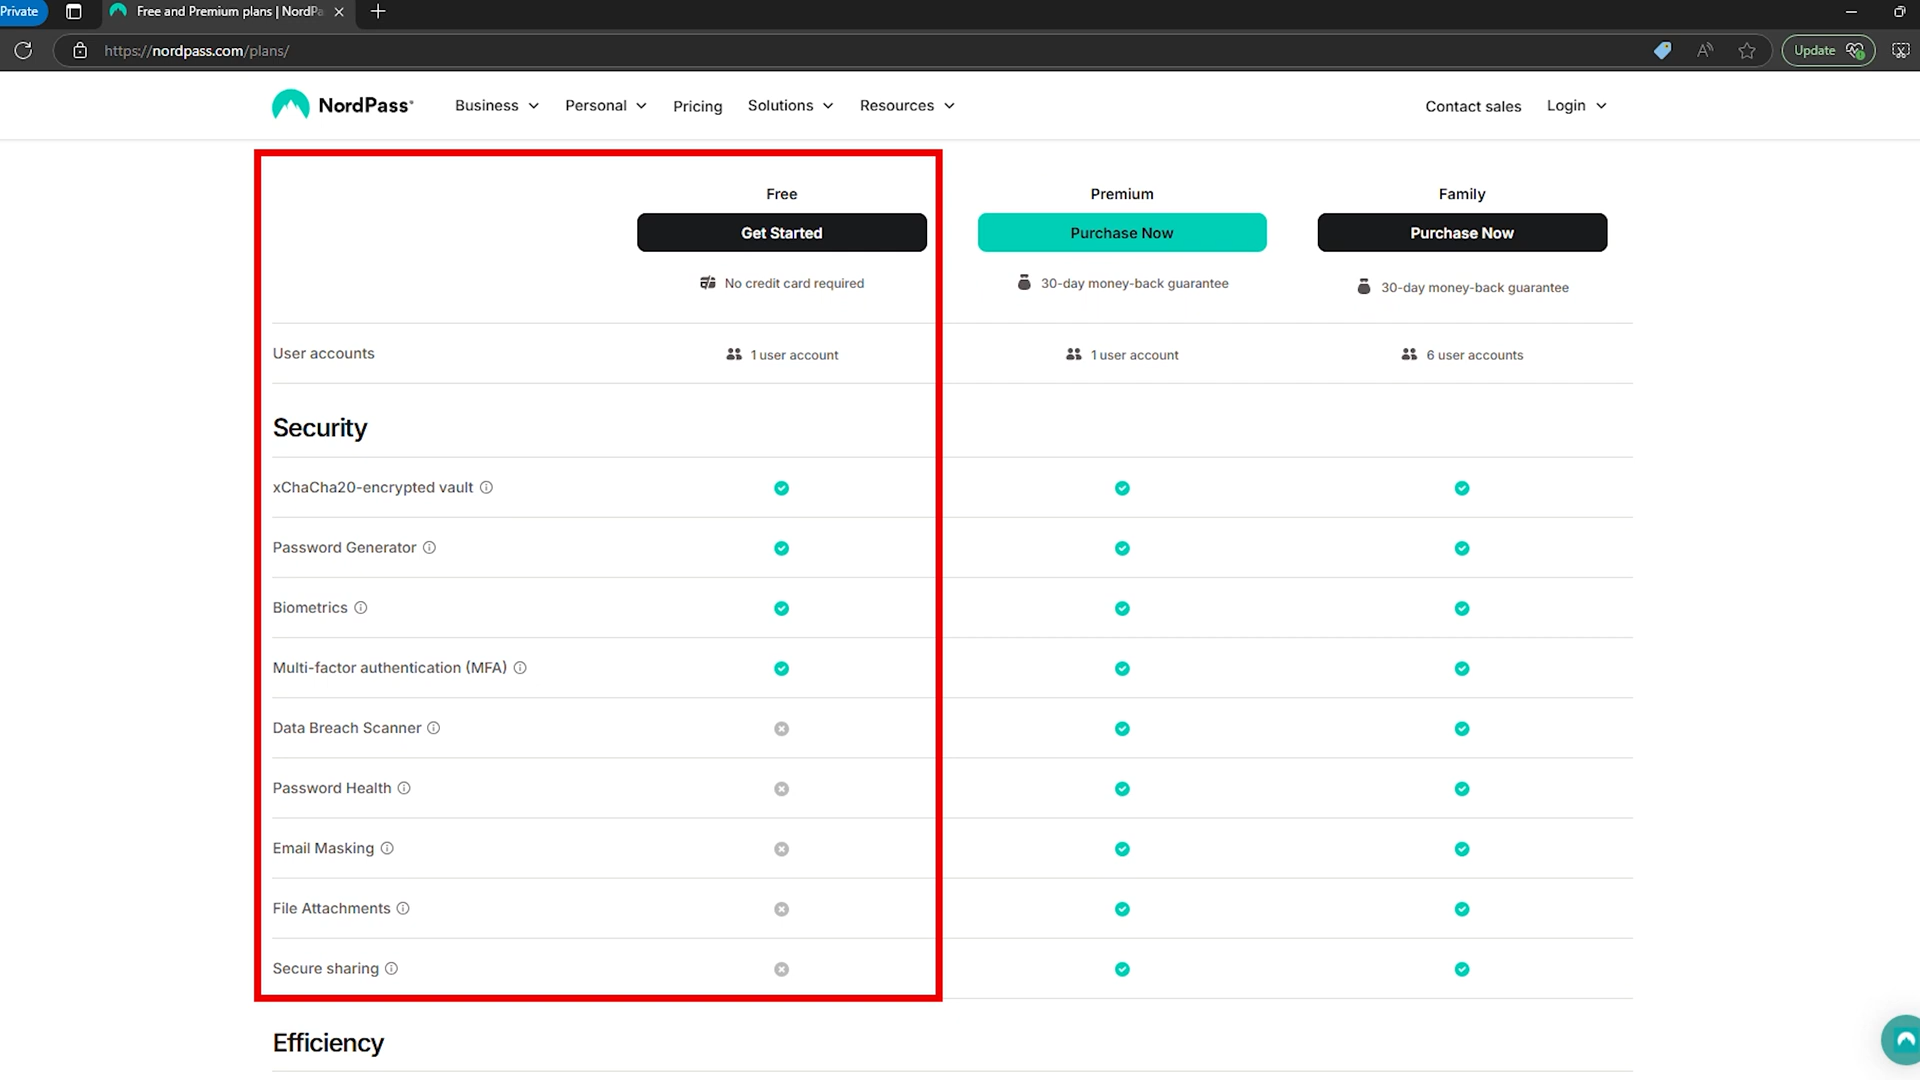 Private
Free and Premium plans | NordPa
https://nordpass.com/plans/
Update
NordPass®
Business
Personal
Pricing
Solutions
Resources
Contact sales
Login
Free
Premium
Family
Get Started
Purchase Now
Purchase Now
No credit card required
30-day money-back guarantee
30-day money-back guarantee
User accounts
1 user account
1 user account
6 user accounts
Security
xChaCha20-encrypted vault
Password Generator
Biometrics
Multi-factor authentication (MFA)
Data Breach Scanner
Password Health
Email Masking
File Attachments
Secure sharing
Efficiency